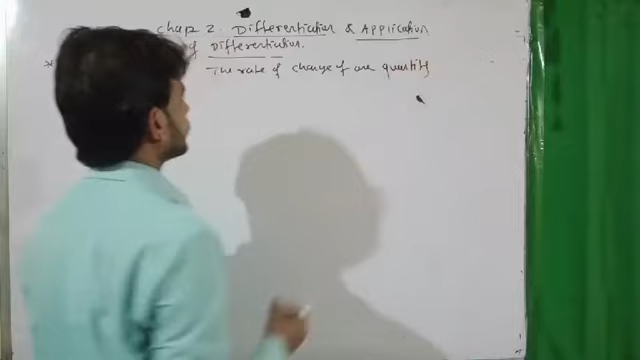 chap 2. Differentiation & Application
of Differentiation.
The rate of change of one quantity